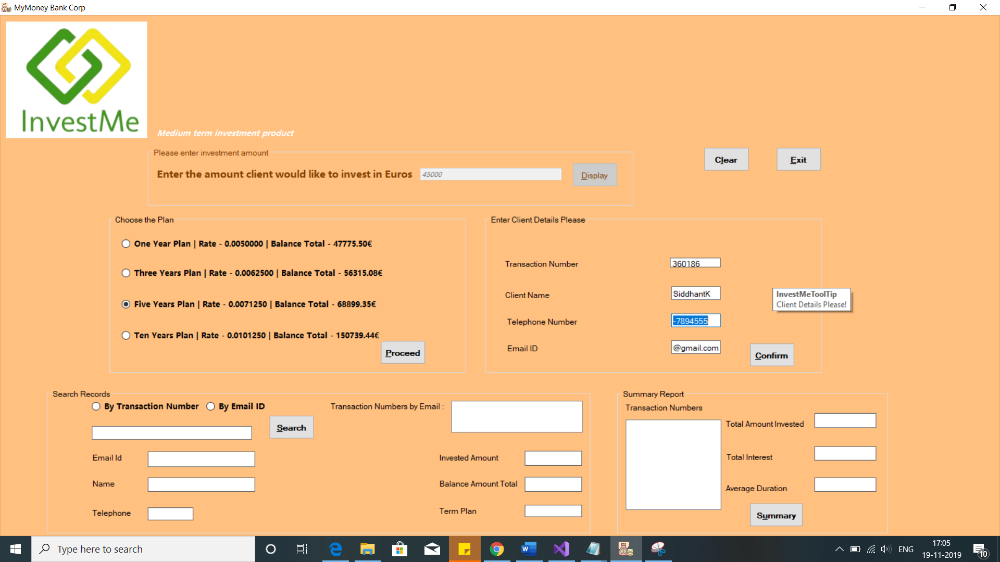 MyMoney Bank Corp
InvestMe
Medium term investment product
Please enter investment amount
Enter the amount client would like to invest in Euros 45000 Display
Clear Exit
Choose the Plan
One Year Plan | Rate - 0.0050000 | Balance Total - 47775.50€
Three Years Plan | Rate - 0.0062500 | Balance Total - 56315.08€
Five Years Plan | Rate - 0.0071250 | Balance Total - 68899.35€
Ten Years Plan | Rate - 0.0101250 | Balance Total - 150739.44€
Proceed
Enter Client Details Please
Transaction Number 360186
Client Name SiddhantK
Telephone Number -7894555
Email ID @gmail.com
Confirm
InvestMeToolTip
Client Details Please!
Search Records
By Transaction Number By Email ID
Search
Transaction Numbers by Email :
Email Id
Name
Telephone
Invested Amount
Balance Amount Total
Term Plan
Summary Report
Transaction Numbers
Total Amount Invested
Total Interest
Average Duration
Summary
Type here to search
ENG
17:05
19-11-2019
10